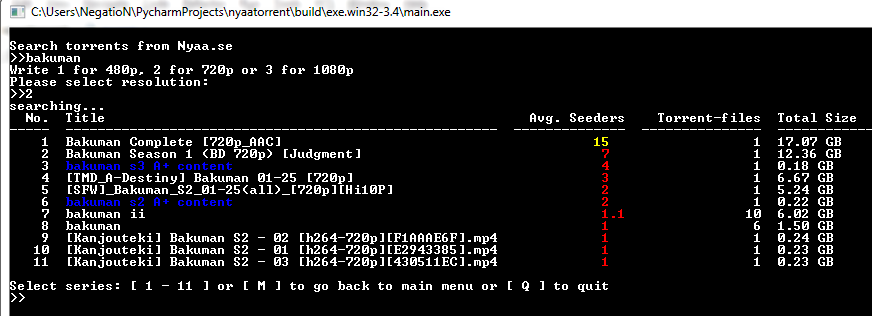 C:\Users\NegatioN\PycharmProjects\nyaatorrent\build\exe.win32-3.4\main.exe
Search torrents from Nyaa.se
>>bakuman
Write 1 for 480p, 2 for 720p or 3 for 1080p
Please select resolution:
>>2
searching...
No. Title Avg. Seeders Torrent-files Total Size
1 Bakuman Complete [720p_AAC] 15 1 17.07 GB
2 Bakuman Season 1 (BD 720p) [Judgment] 7 1 12.36 GB
3 bakuman s3 A+ content 4 1 0.18 GB
4 [TMD_A-Destiny] Bakuman 01-25 [720p] 3 1 6.67 GB
5 [SFW]_Bakuman_S2_01-25(all)_[720p][Hi10P] 2 1 5.24 GB
6 bakuman s2 A+ content 2 1 0.22 GB
7 bakuman ii 1.1 10 6.02 GB
8 bakuman 1 6 1.50 GB
9 [Kanjouteki] Bakuman S2 - 02 [h264-720p][F1AAAE6F].mp4 1 1 0.24 GB
10 [Kanjouteki] Bakuman S2 - 01 [h264-720p][E2943385].mp4 1 1 0.23 GB
11 [Kanjouteki] Bakuman S2 - 03 [h264-720p][430511EC].mp4 1 1 0.23 GB
Select series: [ 1 - 11 ] or [ M ] to go back to main menu or [ Q ] to quit
>>